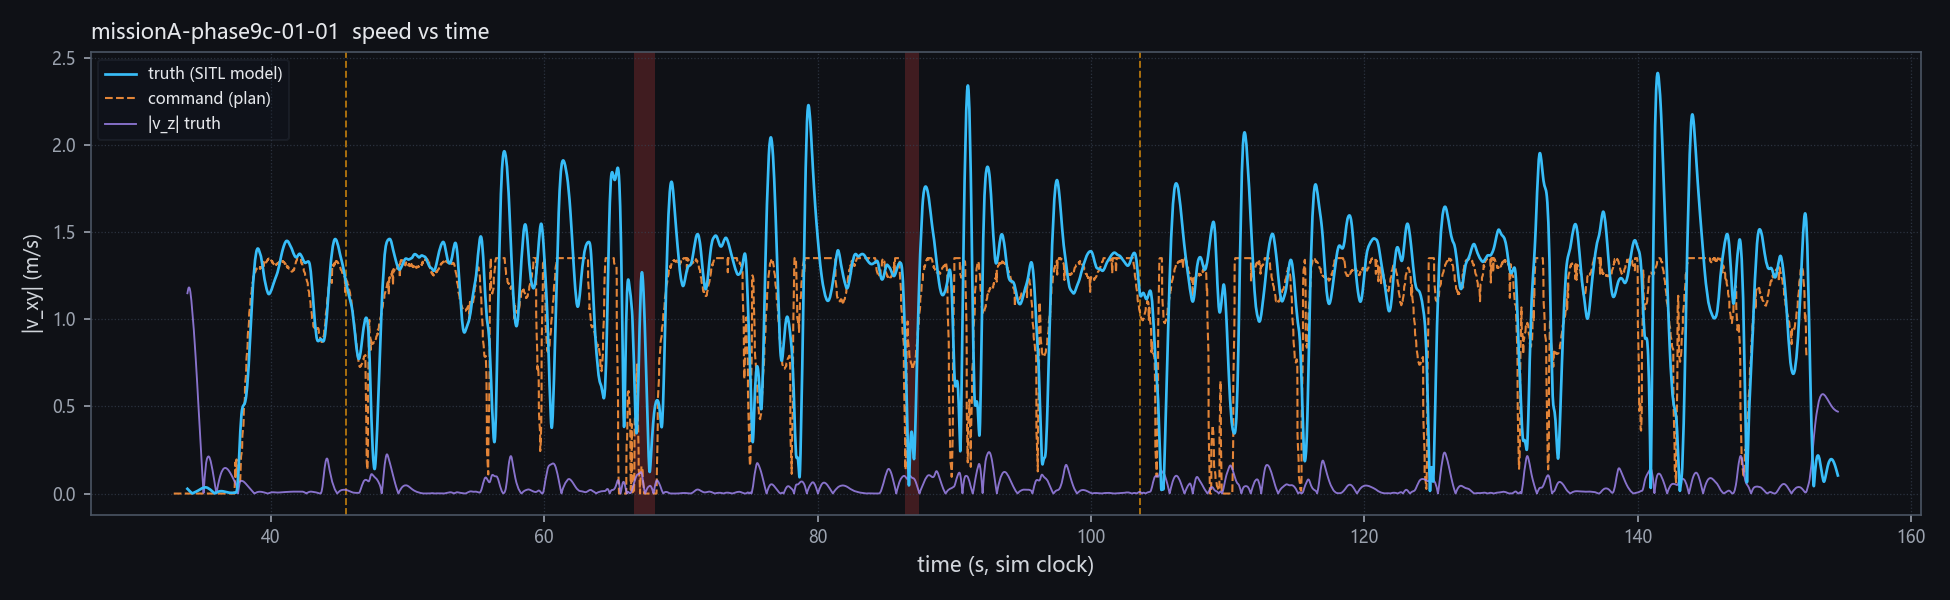 missionA-phase9c-01-01  speed vs time
truth (SITL model)
command (plan)
|v_z| truth
|v_xy| (m/s)
2.5
2.0
1.5
1.0
0.5
0.0
40 60 80 100 120 140 160
time (s, sim clock)